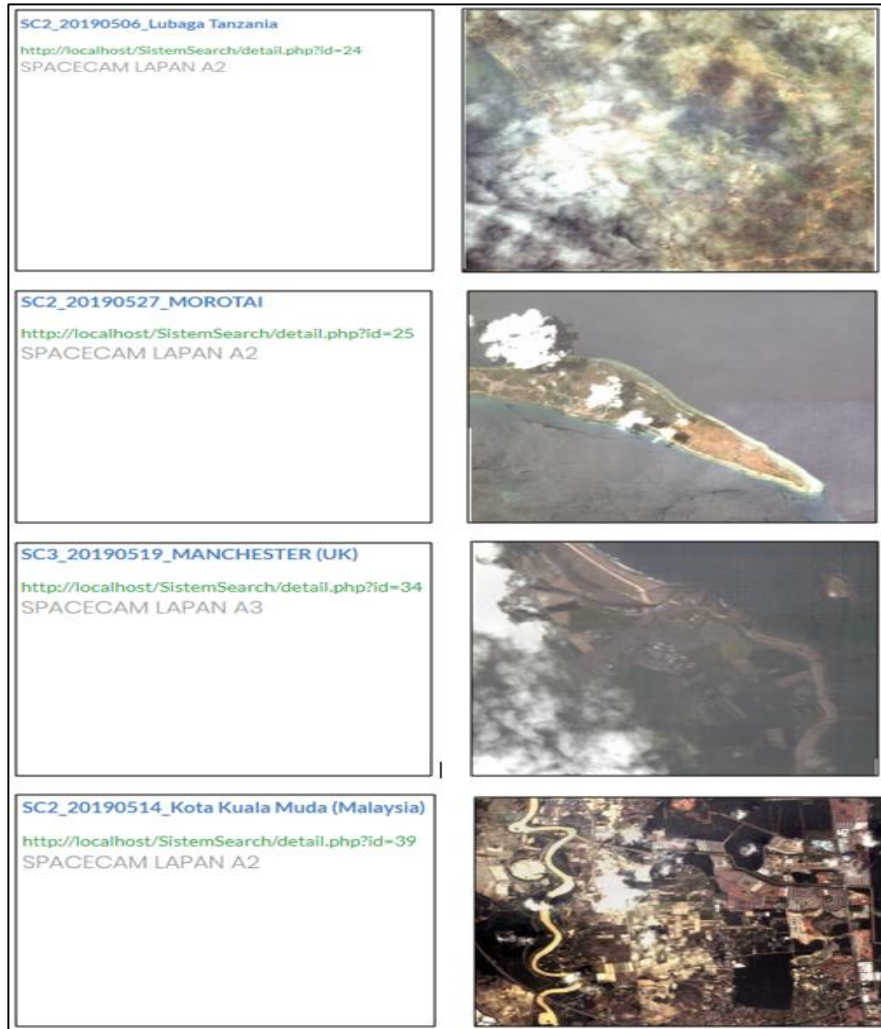 SC2_20190506_Lubaga Tanzania
http://localhost/SistemSearch/detail.php?id=24
SPACECAM LAPAN A2
SC2_20190527_MOROTAI
http://localhost/SistemSearch/detail.php?id=25
SPACECAM LAPAN A2
SC3_20190519_MANCHESTER (UK)
http://localhost/SistemSearch/detail.php?id=34
SPACECAM LAPAN A3
SC2_20190514_Kota Kuala Muda (Malaysia)
http://localhost/SistemSearch/detail.php?id=39
SPACECAM LAPAN A2